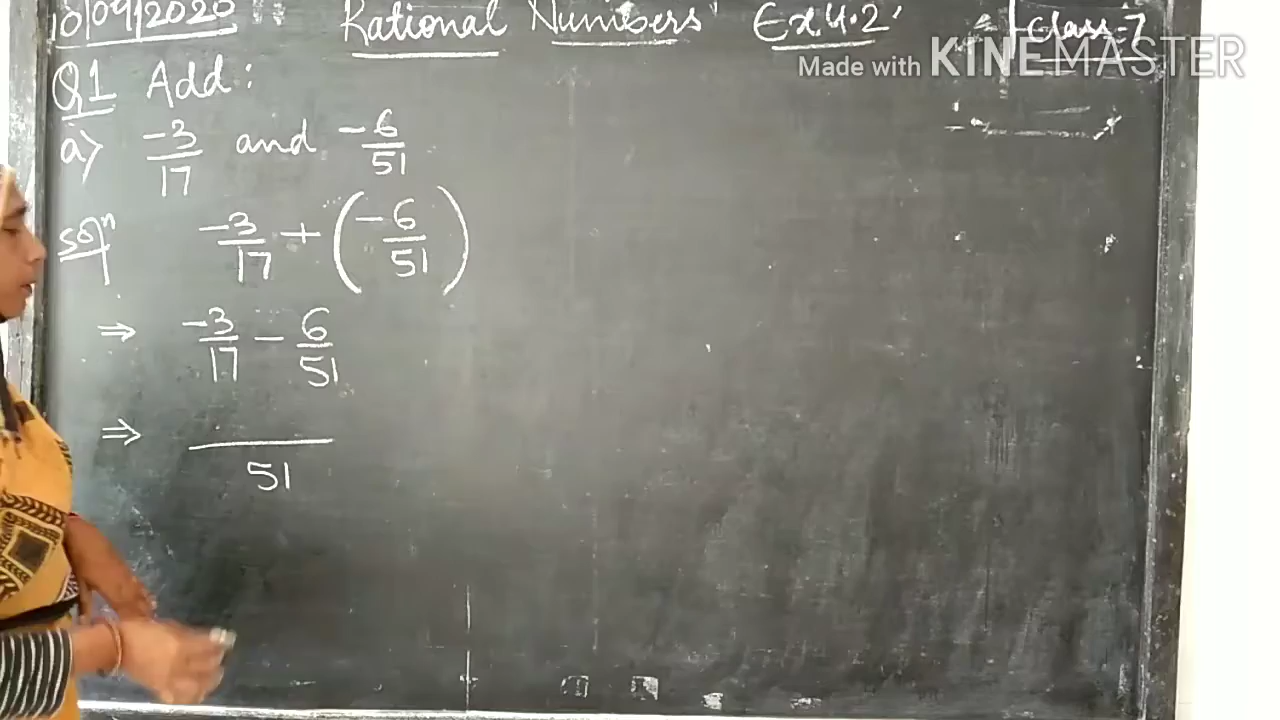 10/09/2020 Rational Numbers Ex 4.2 Class-7
Made with KINEMASTER
Q1 Add:
a) -3/17 and -6/51
solⁿ -3/17 + (-6/51)
⇒ -3/17 - 6/51
⇒ /51